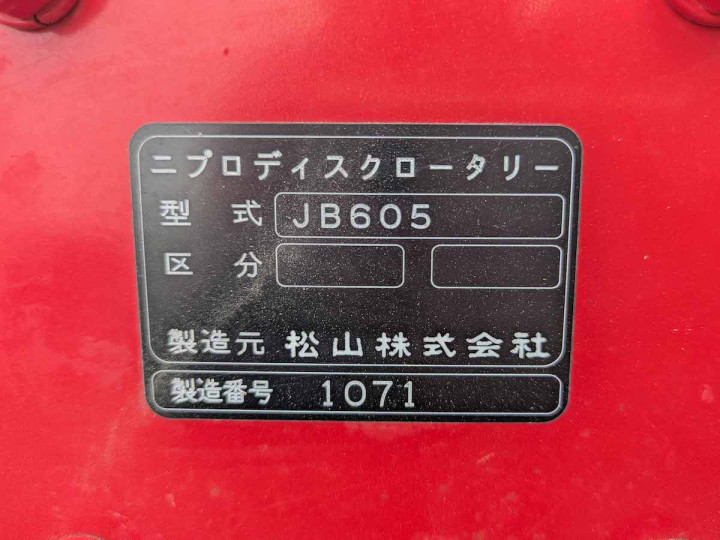 ニプロディスクロータリー
型式 JB605
区分
製造元 松山株式会社
製造番号 1071